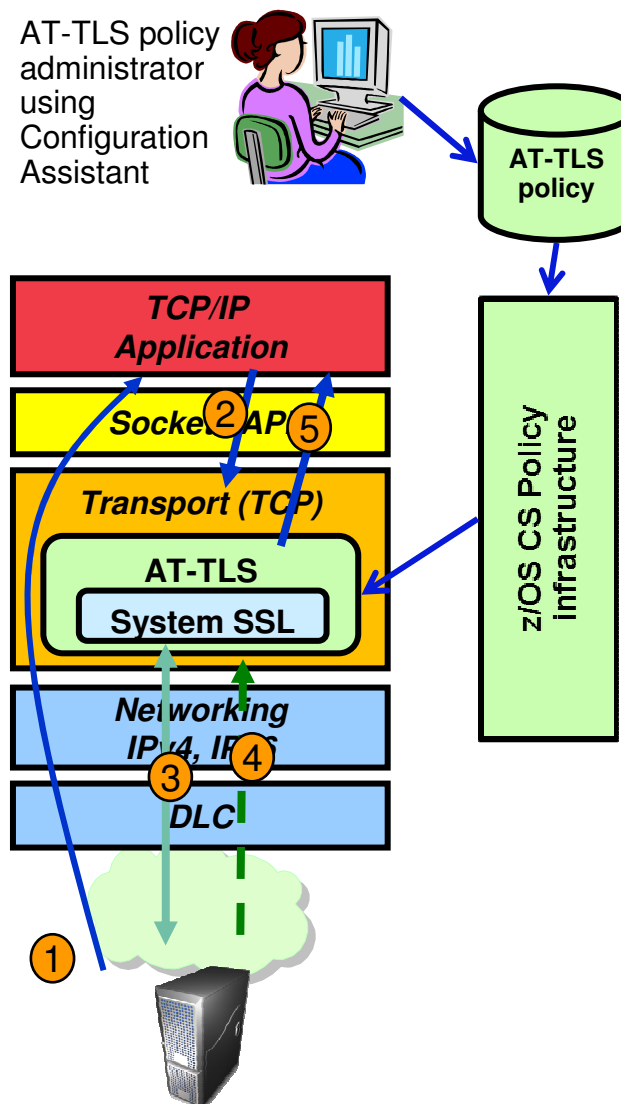 AT-TLS policy
administrator
using
Configuration
Assistant
AT-TLS
policy
TCP/IP
Application
2
5
Transport (TCP)
AT-TLS
System SSL
z/OS CS Policy
infrastructure
Networking
IPv4,
3
4
DLC
1